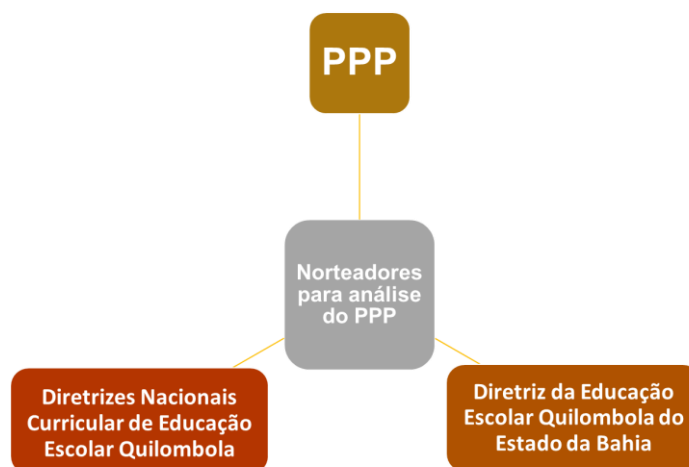 PPP
Norteadores
para análise
do PPP
Diretrizes Nacionais
Curricular de Educação
Escolar Quilombola
Diretriz da Educação
Escolar Quilombola do
Estado da Bahia